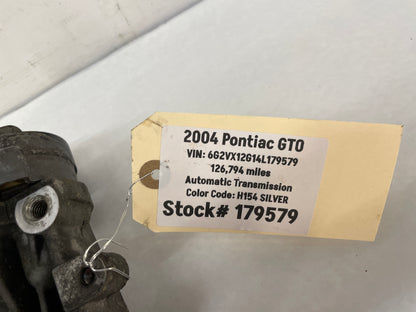 2004 Pontiac GTO
VIN: 6G2VX12G14L179579
126,794 miles
Automatic Transmission
Color Code: H154 SILVER
Stock# 179579